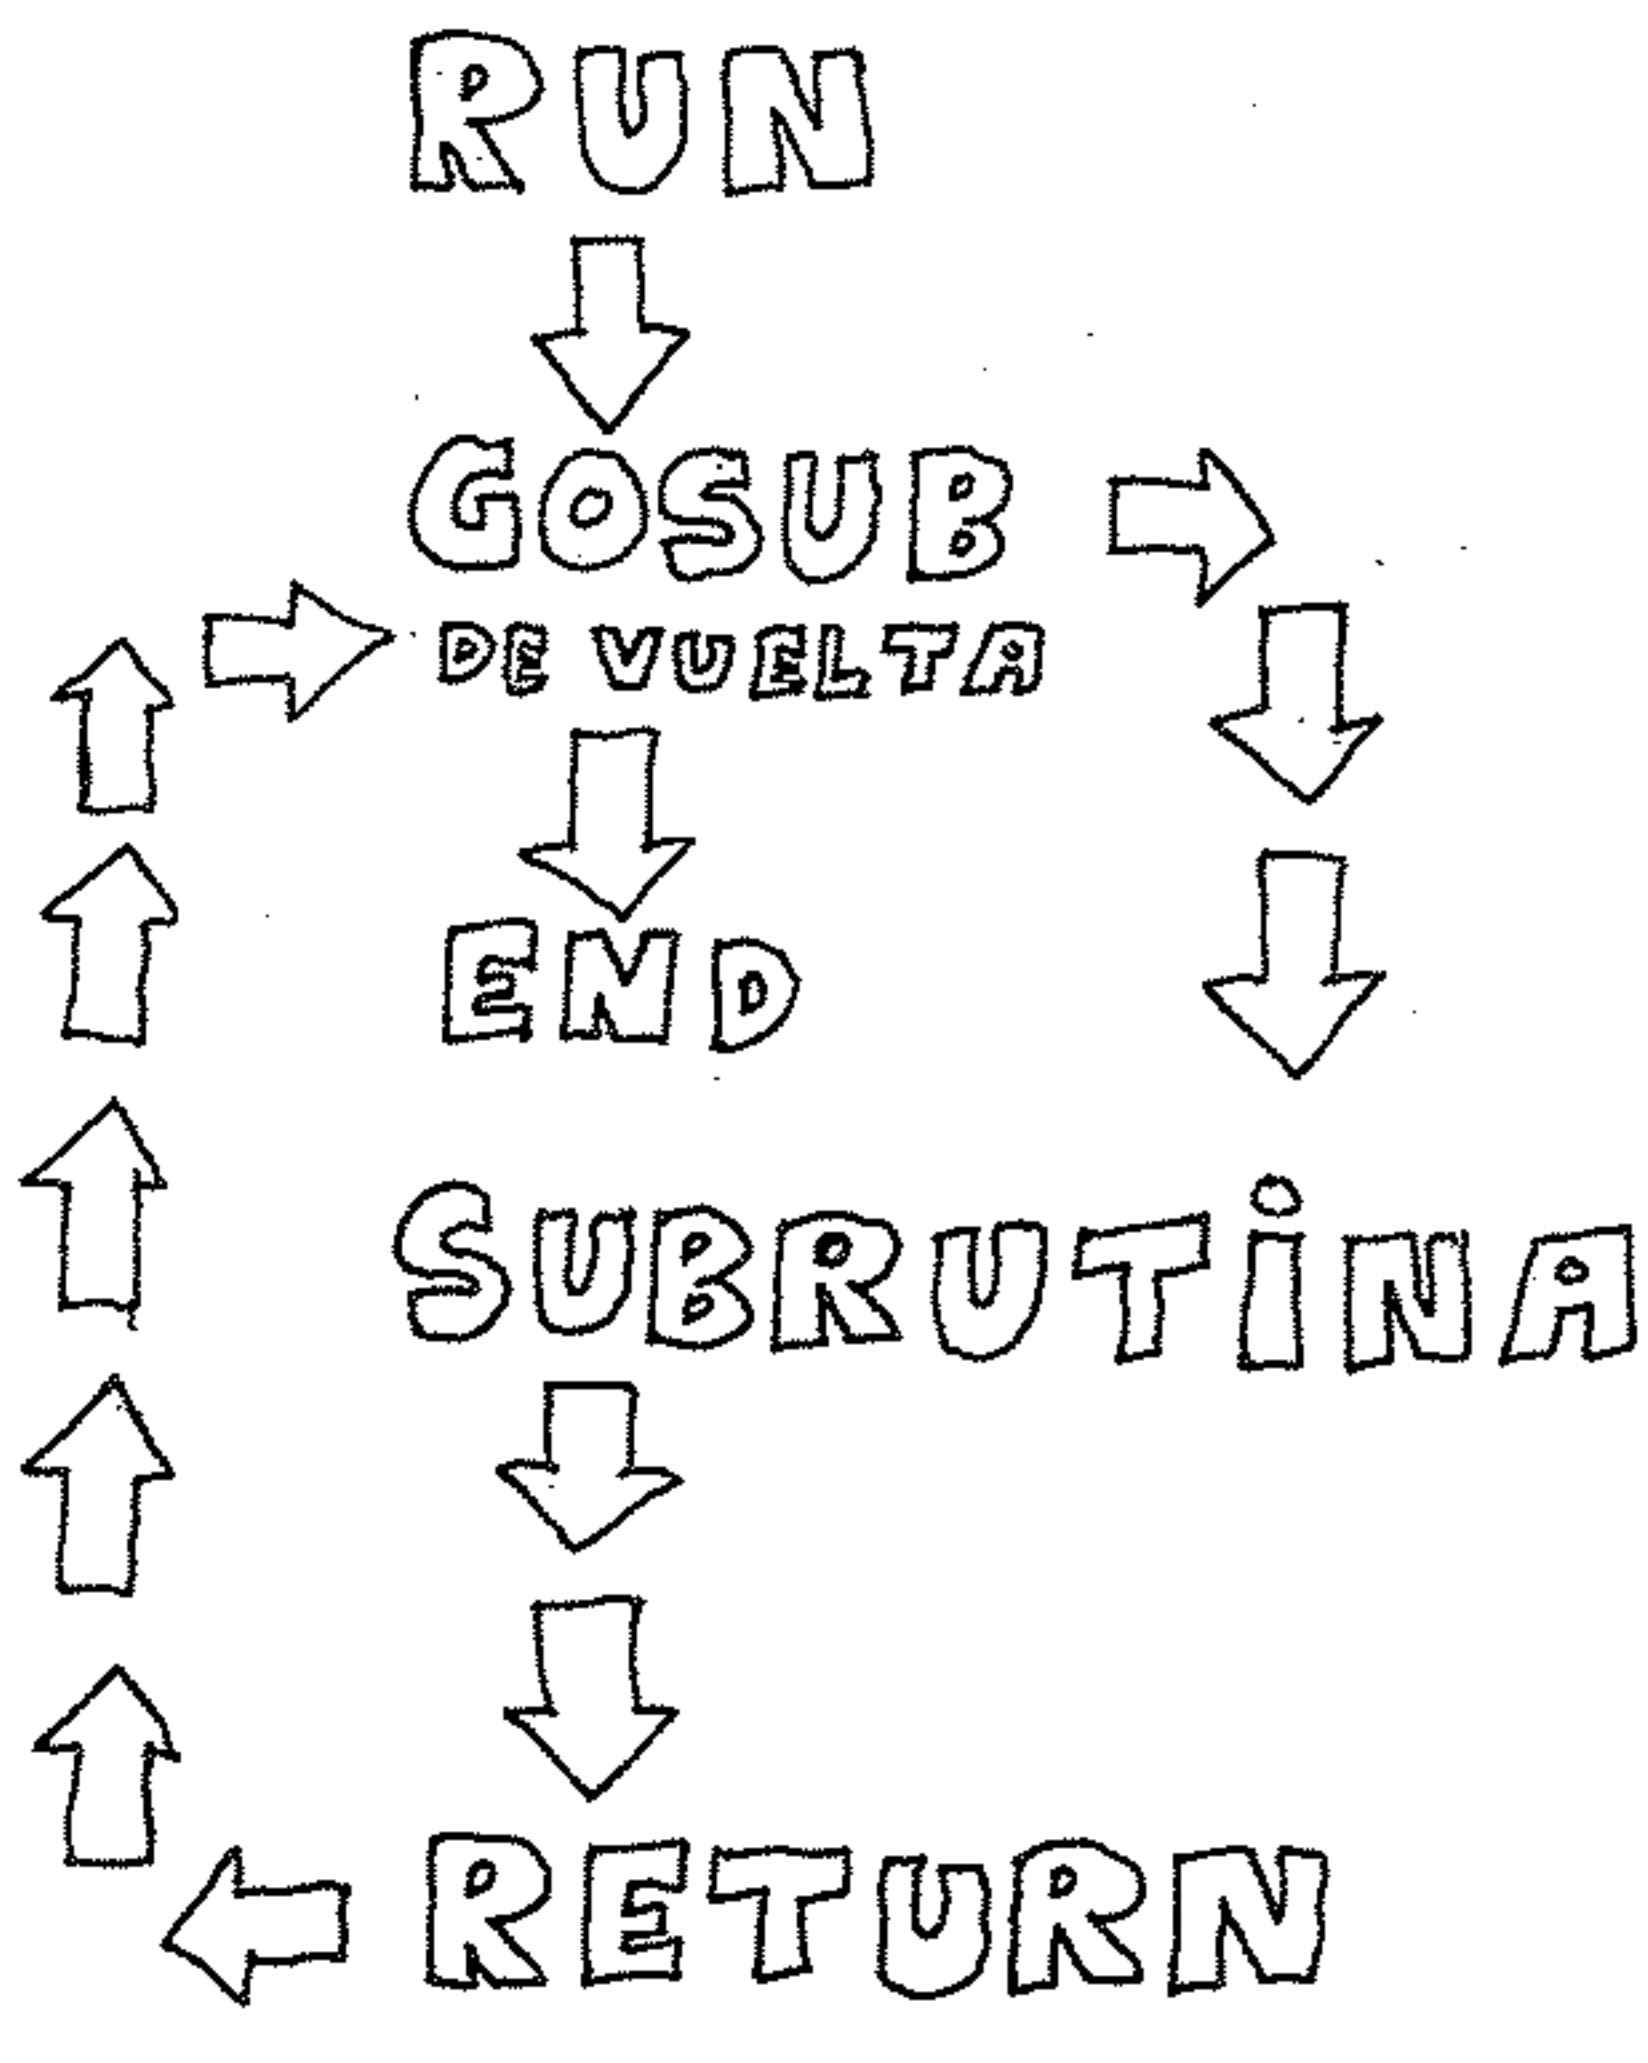 RUN
GOSUB
DE VUELTA
END
SUBRUTiNA
RETURN